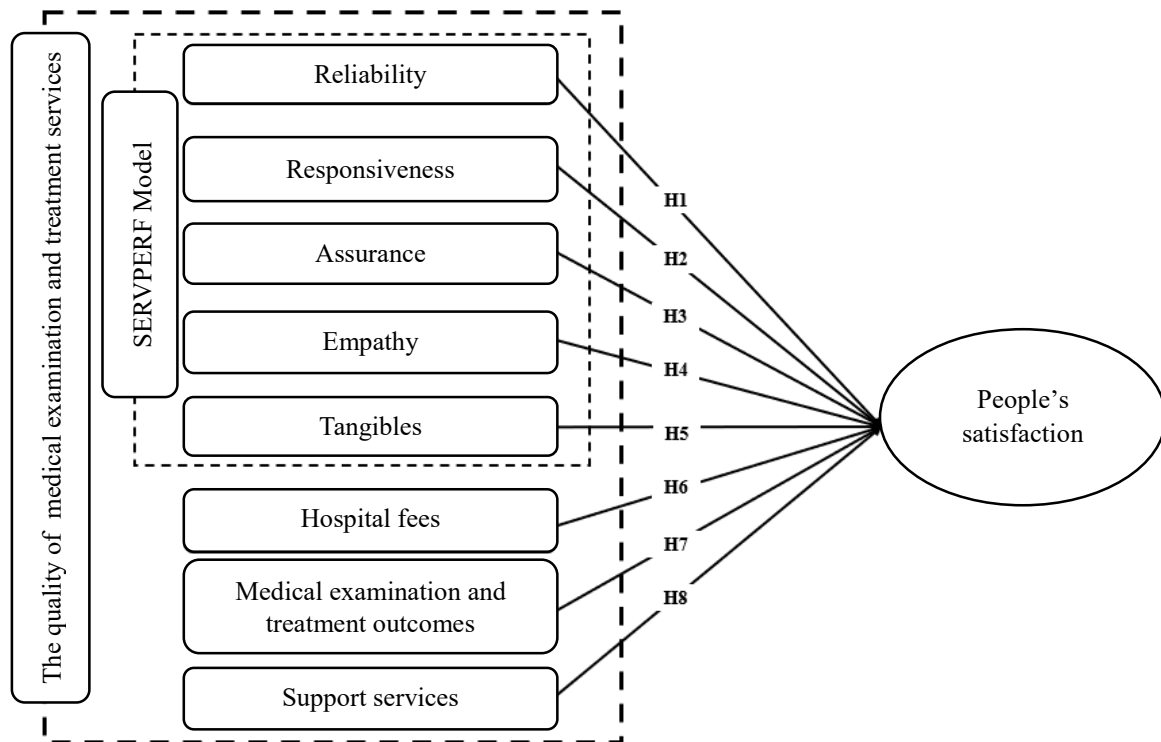 The quality of medical examination and treatment services
SERVPERF Model
Reliability
Responsiveness
Assurance
Empathy
Tangibles
Hospital fees
Medical examination and
treatment outcomes
Support services
H1
H2
H3
H4
H5
H6
H7
H8
People’s
satisfaction